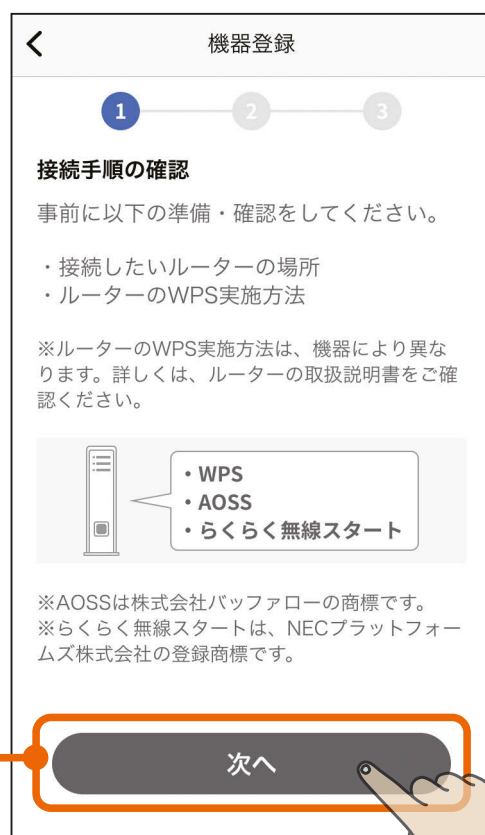 機器登録
1 2 3
接続手順の確認
事前に以下の準備・確認をしてください。
・接続したいルーターの場所
・ルーターのWPS実施方法
※ルーターのWPS実施方法は、機器により異な
ります。詳しくは、ルーターの取扱説明書をご確
認ください。
・WPS
・AOSS
・らくらく無線スタート
※AOSSは株式会社バッファローの商標です。
※らくらく無線スタートは、NECプラットフォー
ムズ株式会社の登録商標です。
次へ